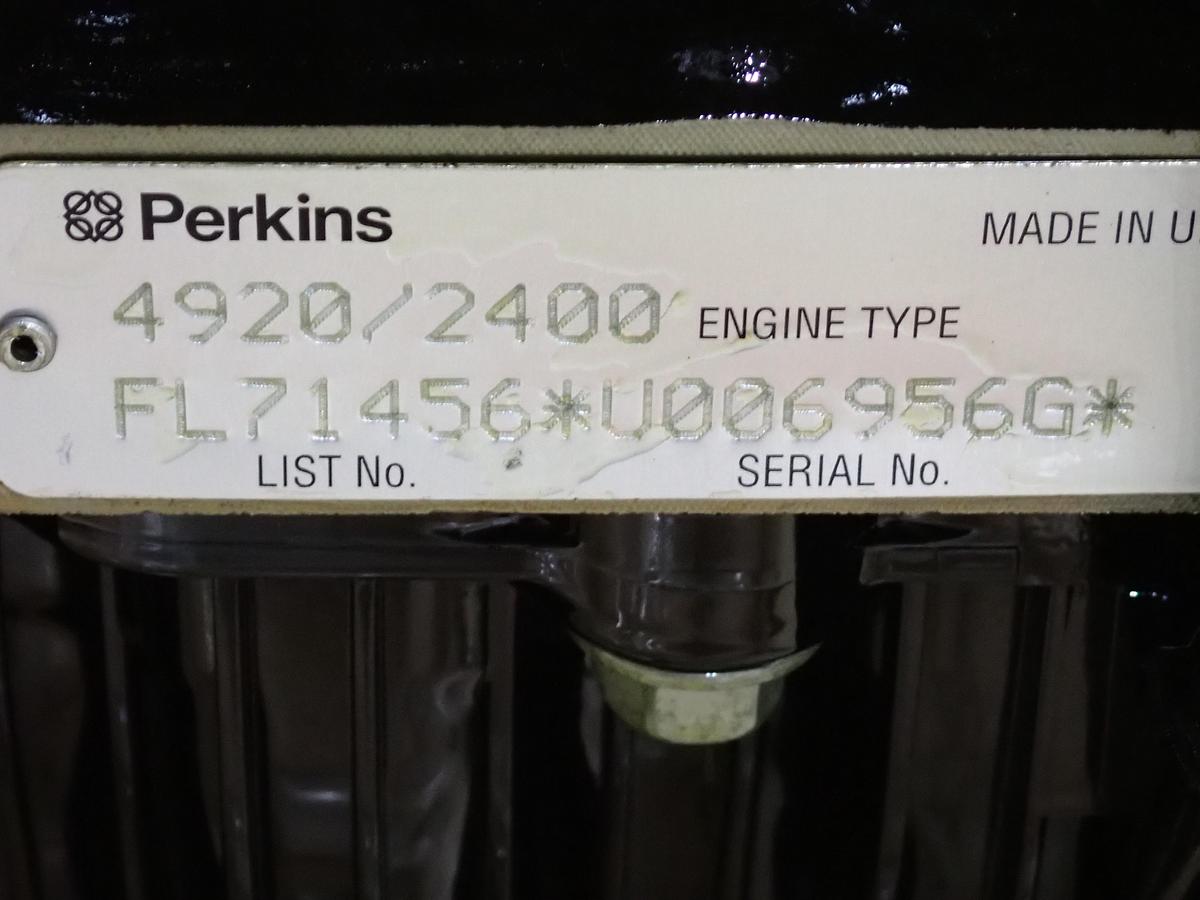 Perkins
MADE IN U
4920/2400 ENGINE TYPE
FL71456*U006956G*
LIST No. SERIAL No.